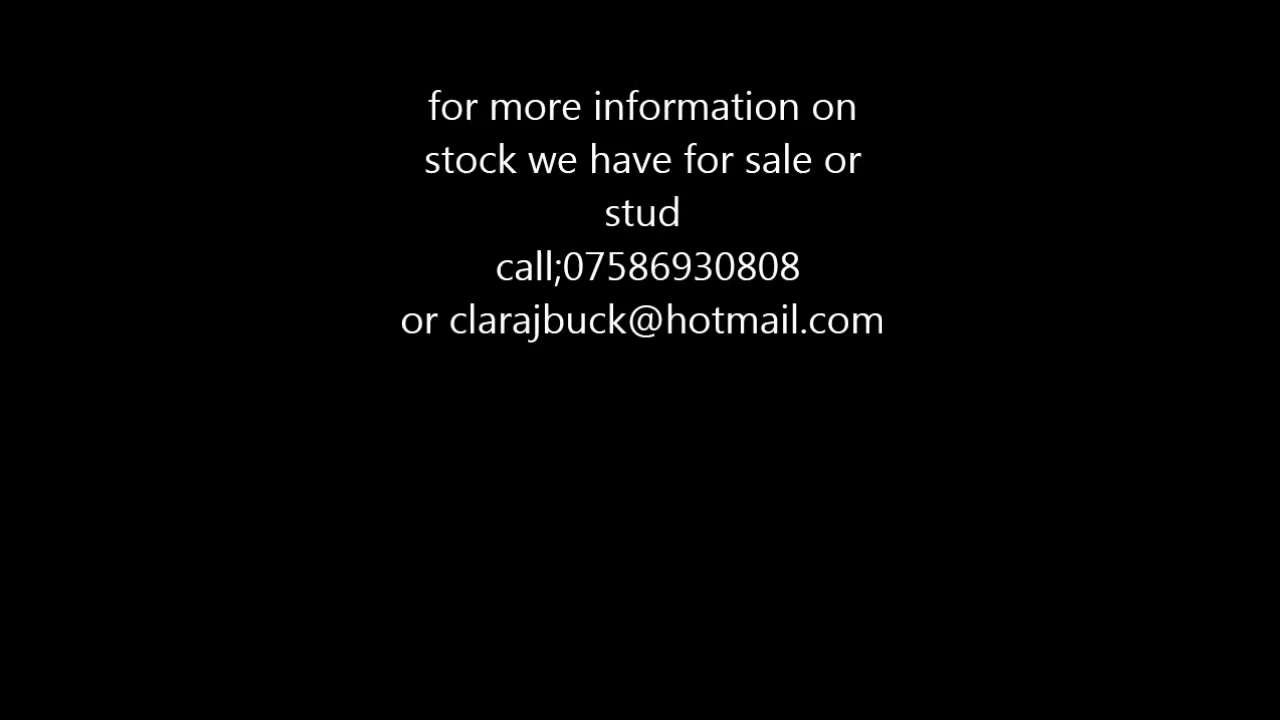 for more information on
stock we have for sale or
stud
call;07586930808
or clarajbuck@hotmail.com